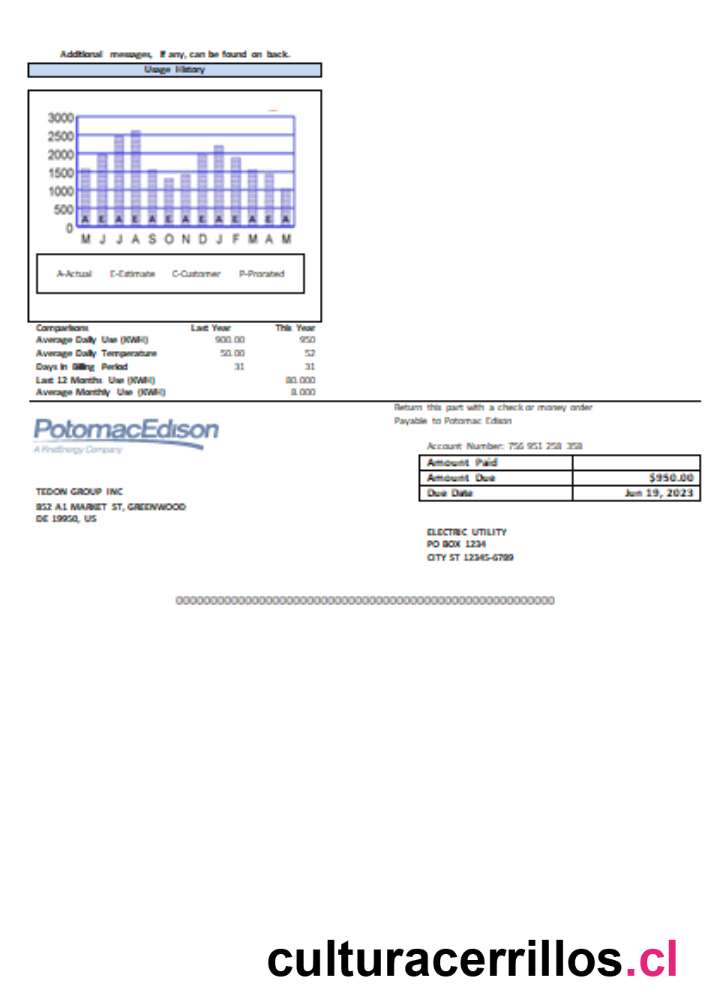 Additional messages, If any, can be found on back.
Usage History
3000
2500
2000
1500
1000
500
0
A E A E A E A E A E A E A
M J J A S O N D J F M A M
A-Actual E-Estimate C-Customer P-Prorated
Comparisons Last Year This Year
Average Daily Use (KWH) 900.00 950
Average Daily Temperature 50.00 52
Days in Billing Period 31 31
Last 12 Months Use (KWH) 80.000
Average Monthly Use (KWH) 8.000
Return this part with a check or money order
Payable to Potomac Edison
PotomacEdison
A FirstEnergy Company
Account Number: 756 951 258 358
Amount Paid
Amount Due $950.00
Due Date Jun 19, 2023
TEDON GROUP INC
852 A1 MARKET ST, GREENWOOD
DE 19950, US
ELECTRIC UTILITY
PO BOX 1234
CITY ST 12345-6789
culturacerrillos.cl